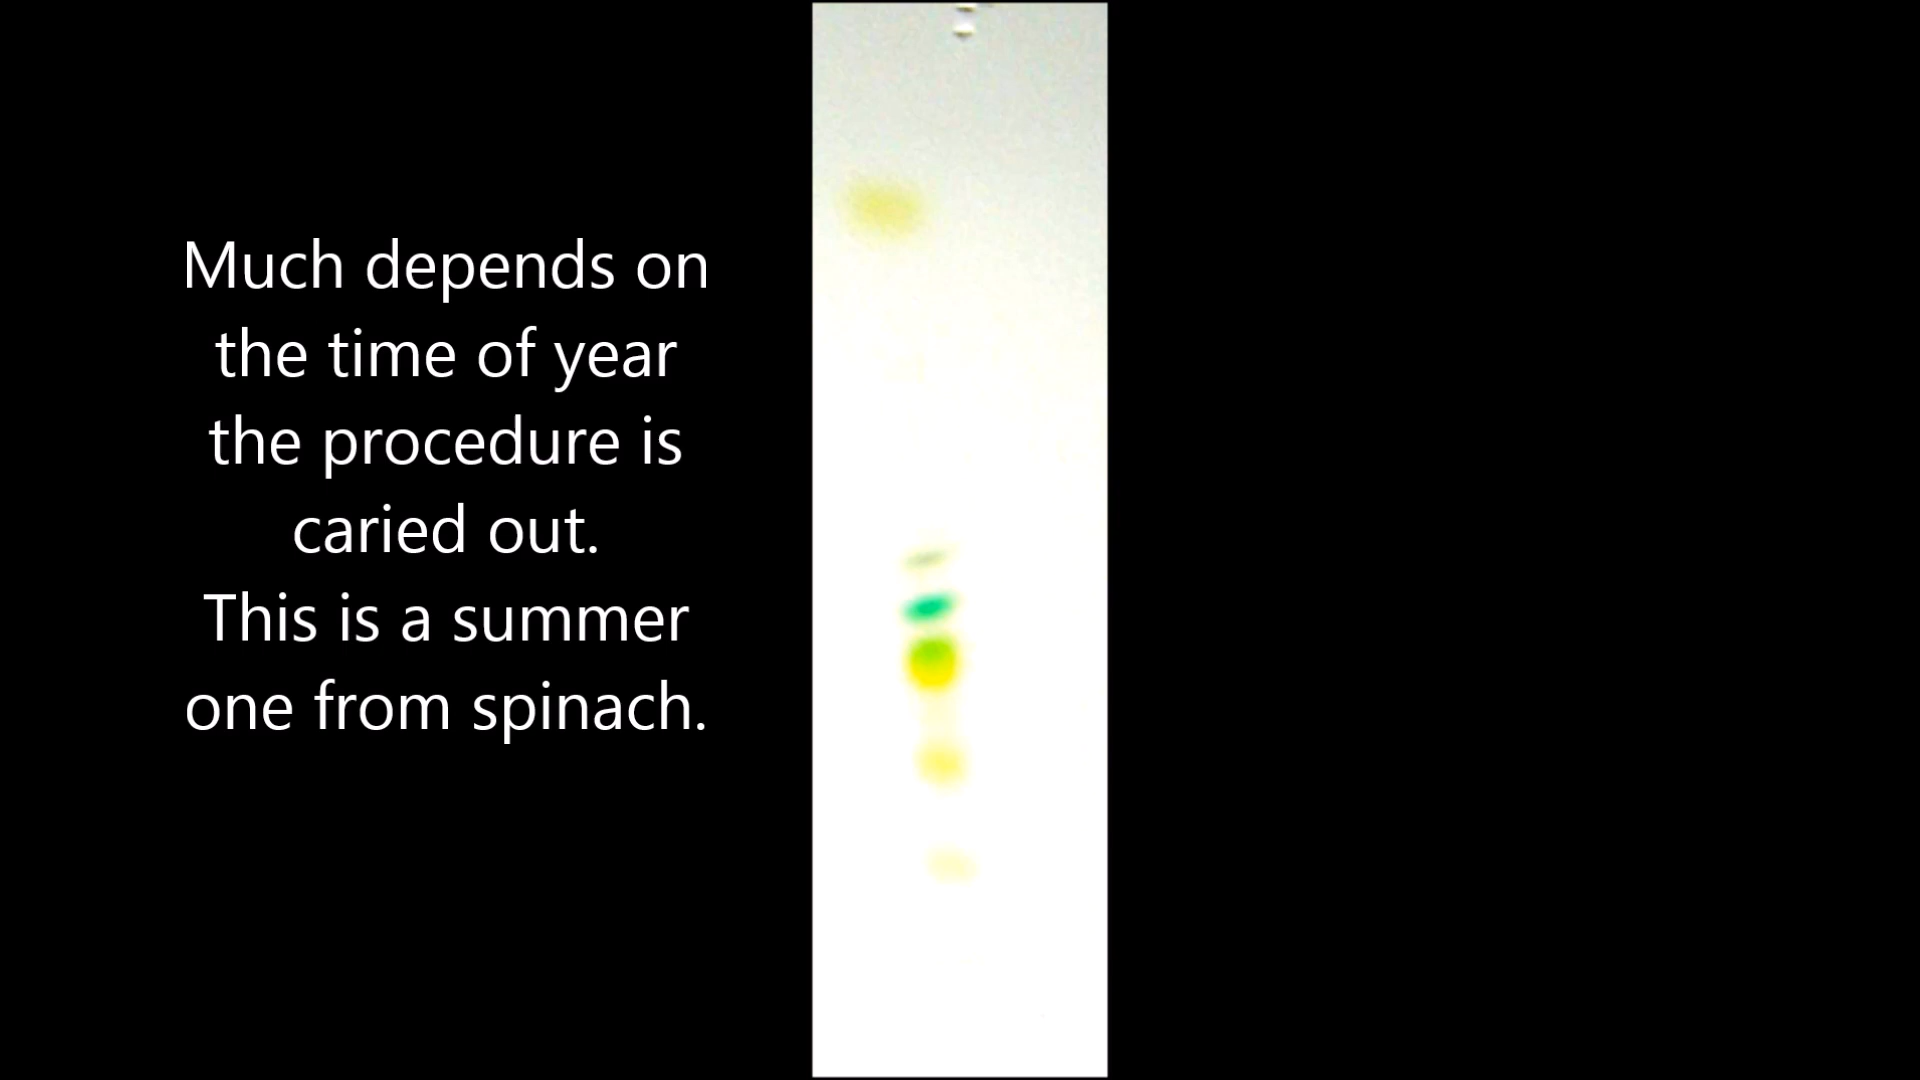 Much depends on
the time of year
the procedure is
caried out.
This is a summer
one from spinach.